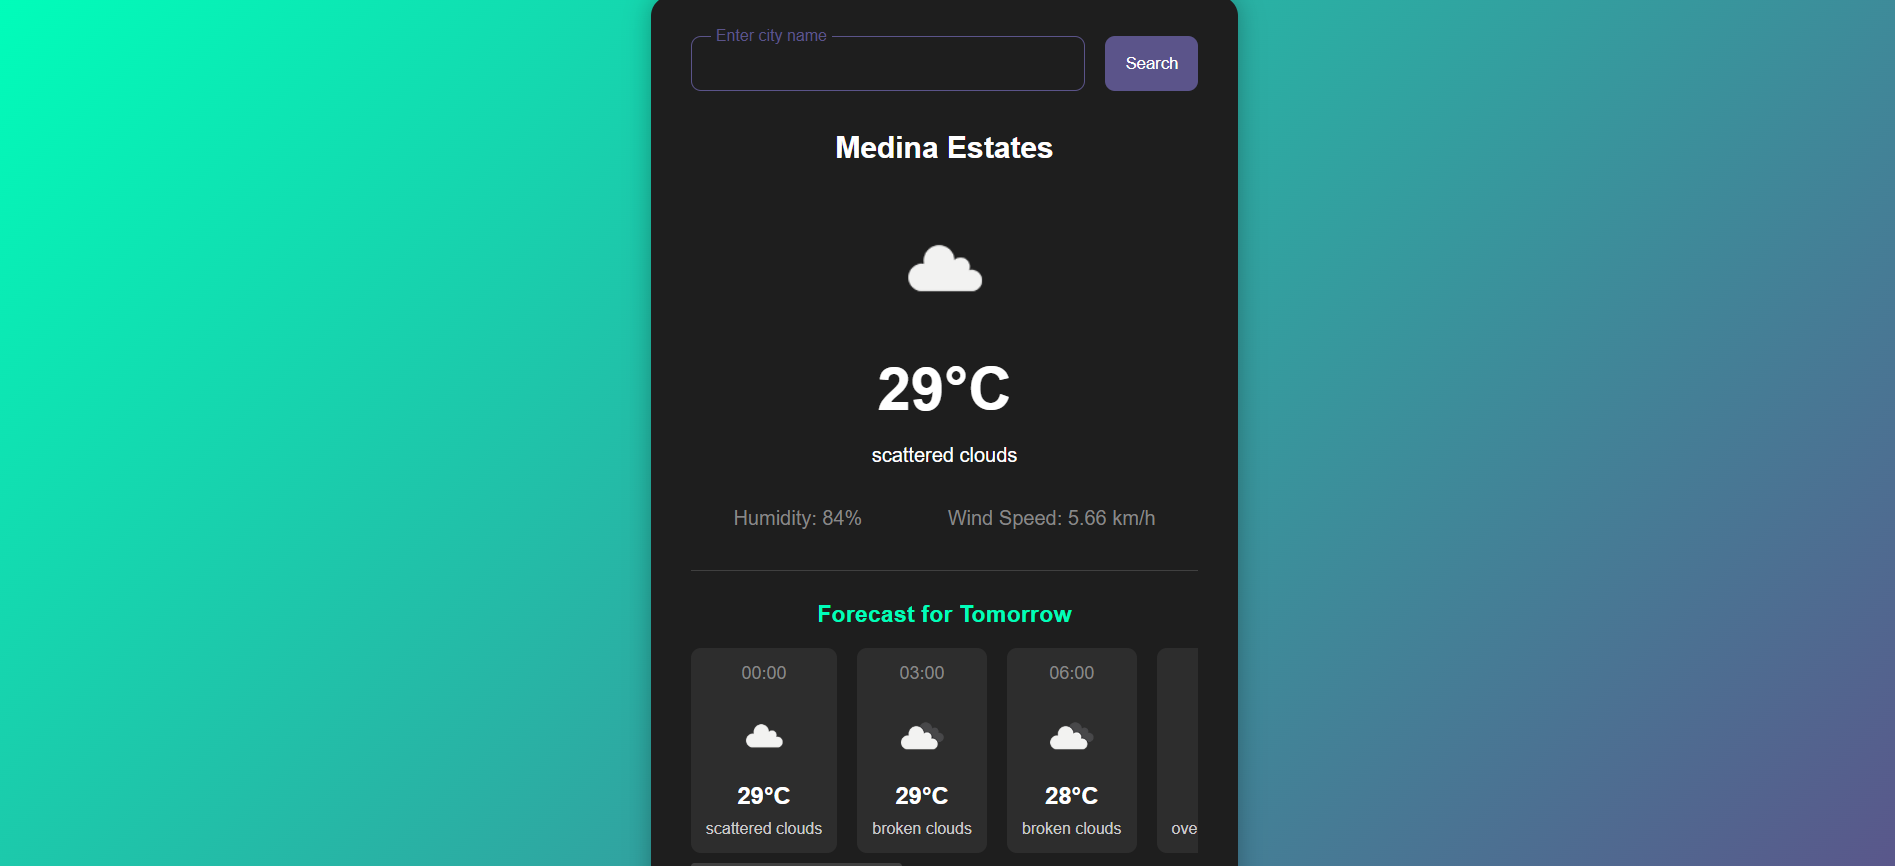 Enter city name
Search
Medina Estates
29°C
scattered clouds
Humidity: 84%
Wind Speed: 5.66 km/h
Forecast for Tomorrow
00:00
29°C
scattered clouds
03:00
29°C
broken clouds
06:00
28°C
broken clouds
ove